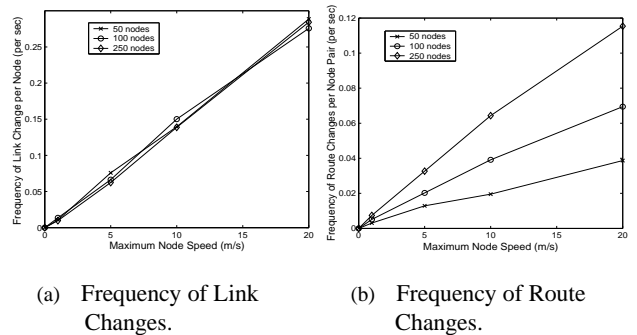 Frequency of Link Change per Node (per sec)
0.25
0.2
0.15
0.1
0.05
0
50 nodes
100 nodes
250 nodes
0
5
10
15
20
Maximum Node Speed (m/s)
(a) Frequency of Link
Changes.
Frequency of Route Changes per Node Pair (per sec)
0.12
0.1
0.08
0.06
0.04
0.02
0
50 nodes
100 nodes
250 nodes
0
5
10
15
20
Maximum Node Speed (m/s)
(b) Frequency of Route
Changes.